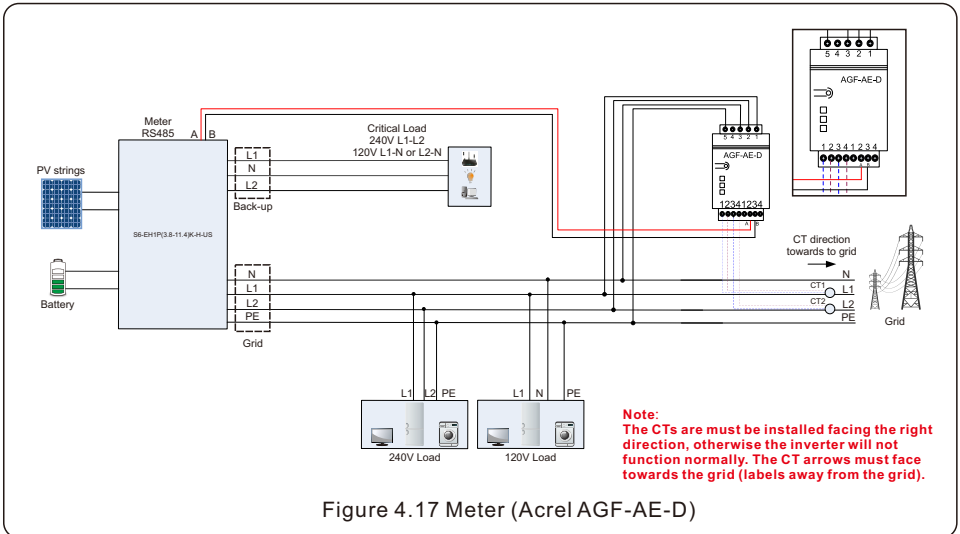 Meter
RS485
A B
PV strings
Battery
S6-EH1P(3.8-11.4)K-H-US
L1
N
L2
Back-up
Critical Load
240V L1-L2
120V L1-N or L2-N
5 4 3 2 1
AGF-AE-D
12341234
A B
5 4 3 2 1
AGF-AE-D
1 2 3 4 1 2 3 4
CT direction
towards to grid
N
L1
L2
PE
Grid
CT1
CT2
N
L1
L2
PE
Grid
L1 L2 PE
240V Load
L1 N PE
120V Load
Note:
The CTs are must be installed facing the right
direction, otherwise the inverter will not
function normally. The CT arrows must face
towards the grid (labels away from the grid).
Figure 4.17 Meter (Acrel AGF-AE-D)